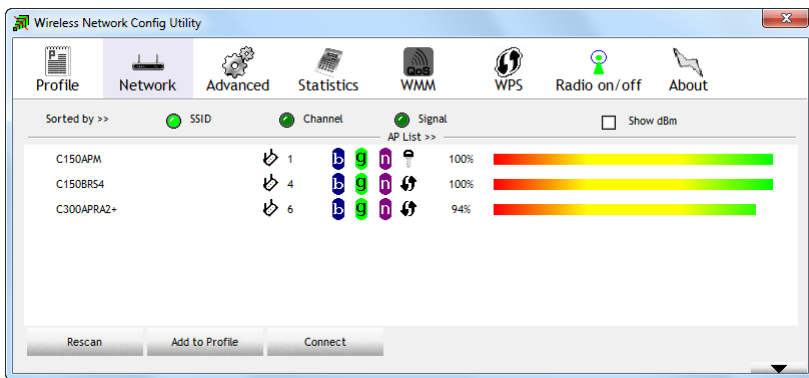 Wireless Network Config Utility
Profile Network Advanced Statistics QoS WMM WPS Radio on/off About
Sorted by >> SSID Channel Signal Show dBm
AP List >>
C150APM 1 b g n 100%
C150BRS4 4 b g n 100%
C300APRA2+ 6 b g n 94%
Rescan Add to Profile Connect